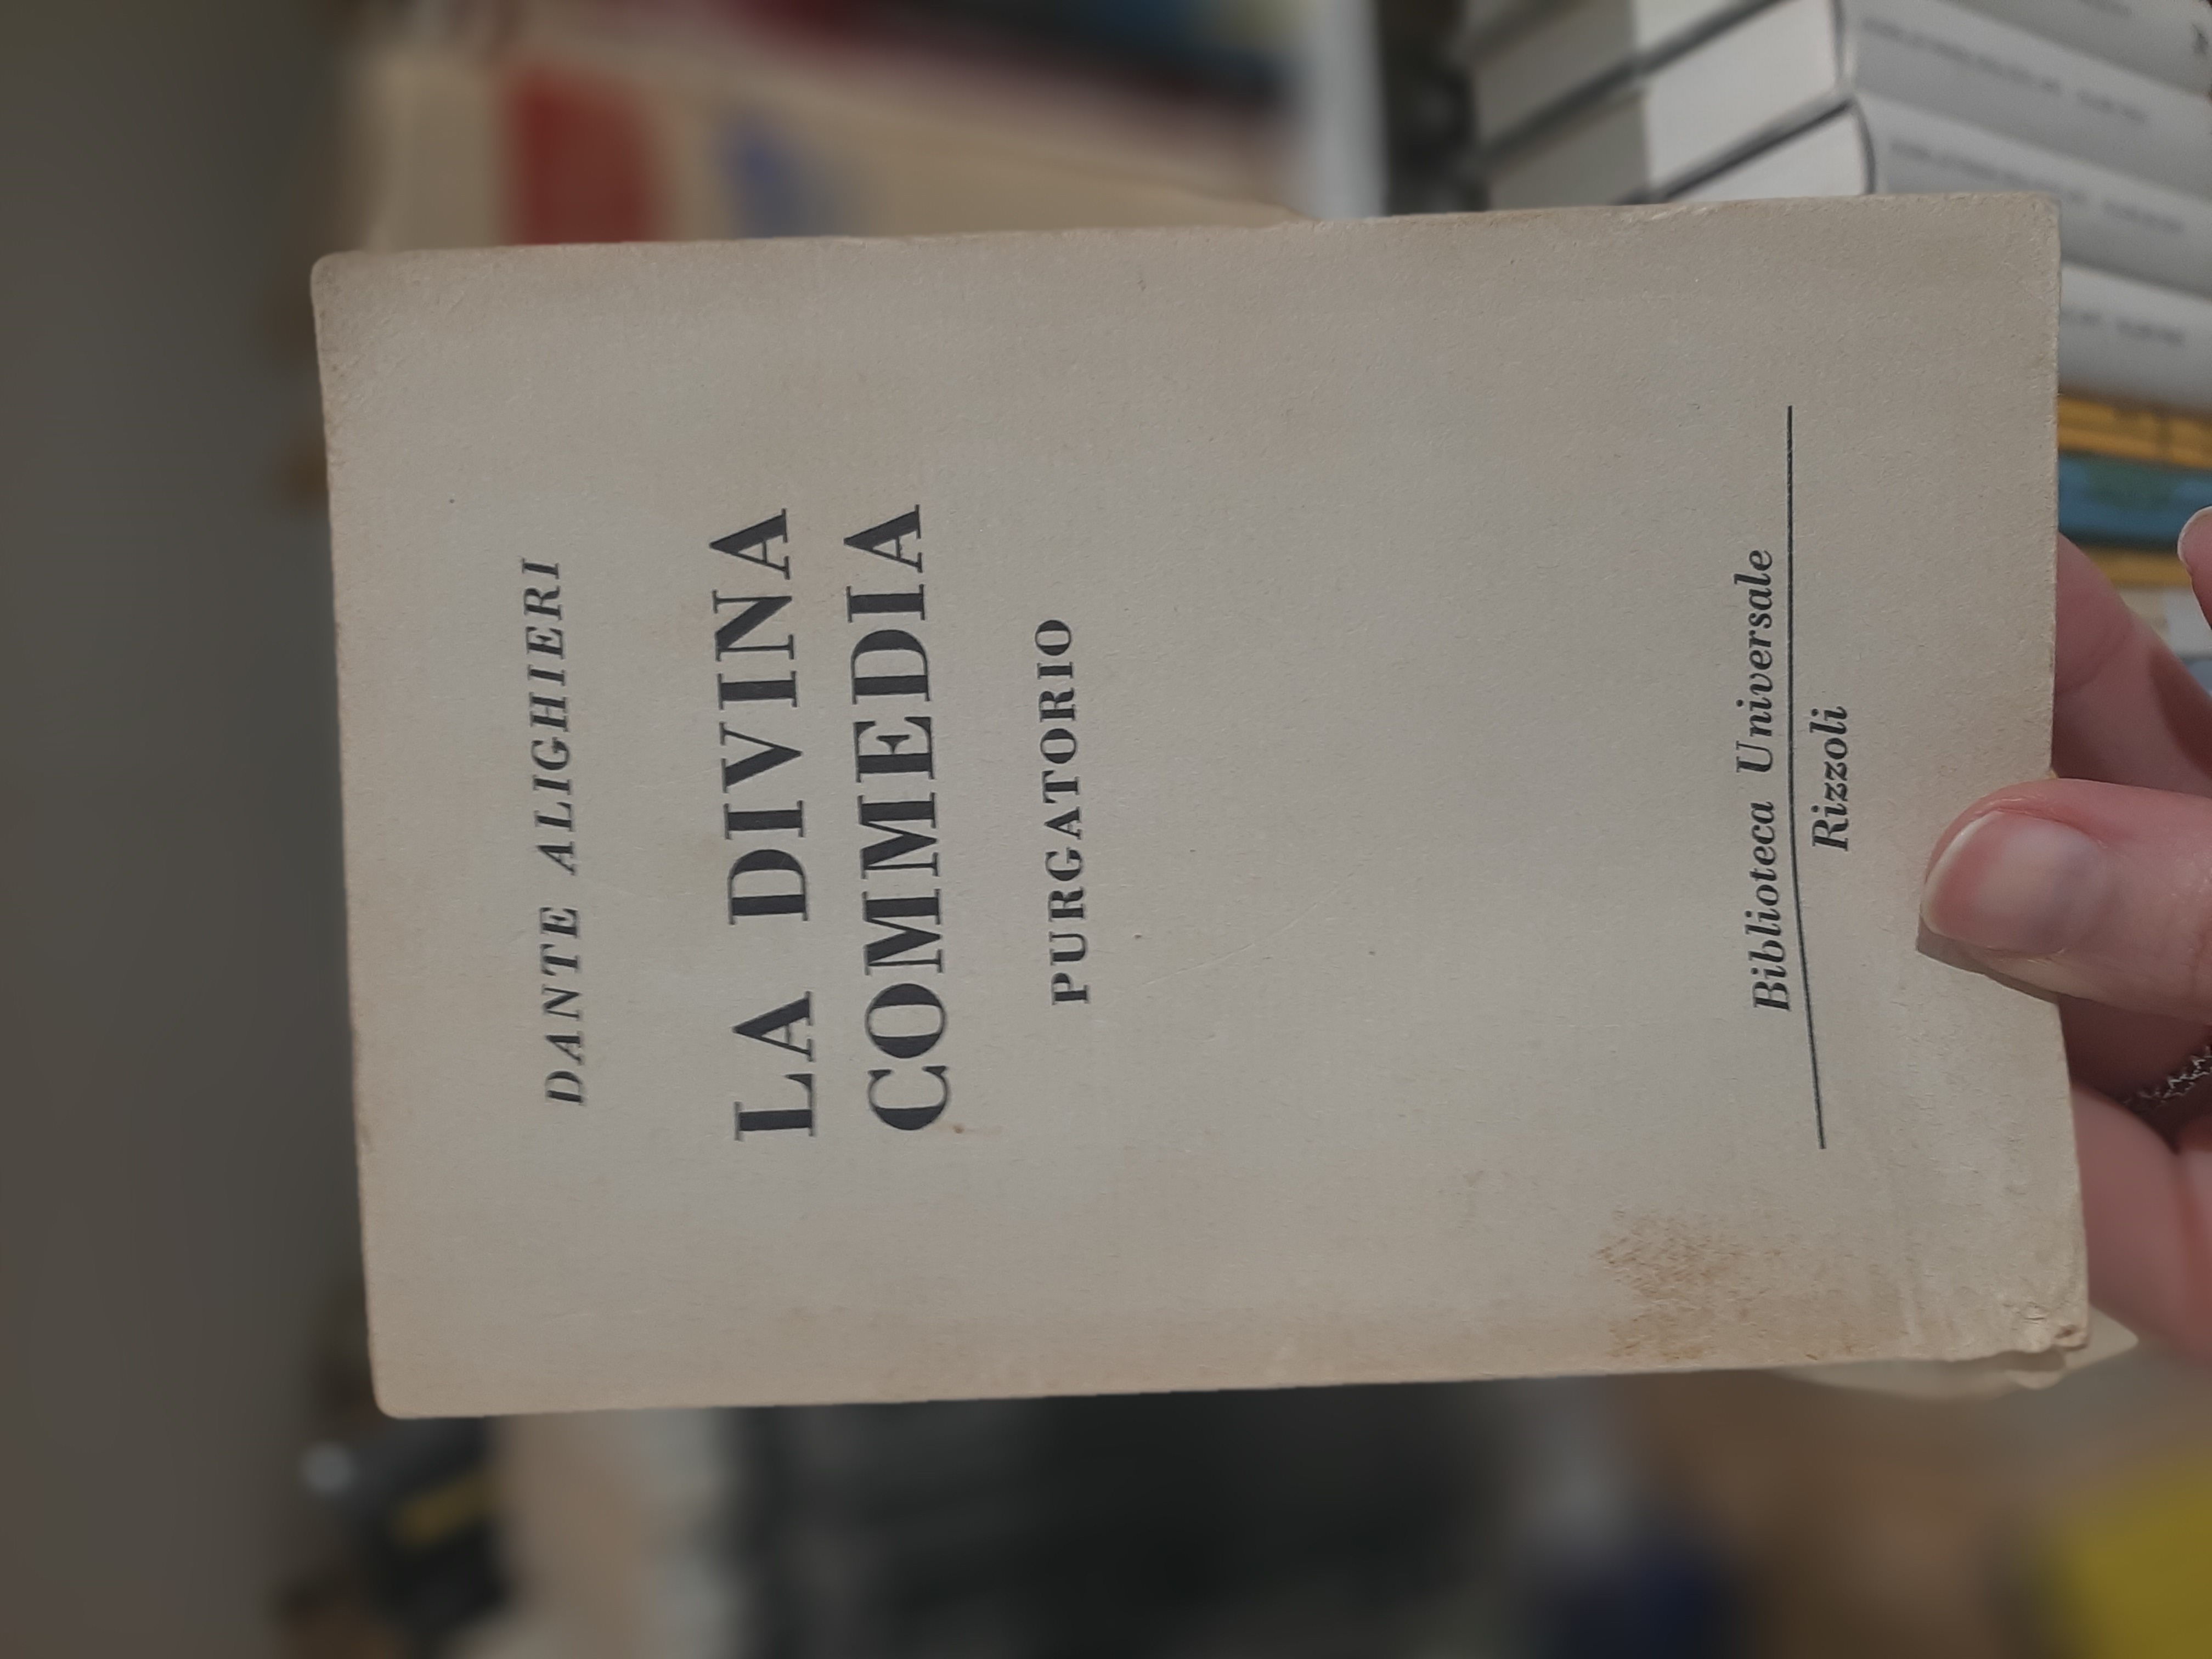 DANTE ALIGHIERI
LA DIVINA
COMMEDIA
PURGATORIO
Biblioteca Universale
Rizzoli